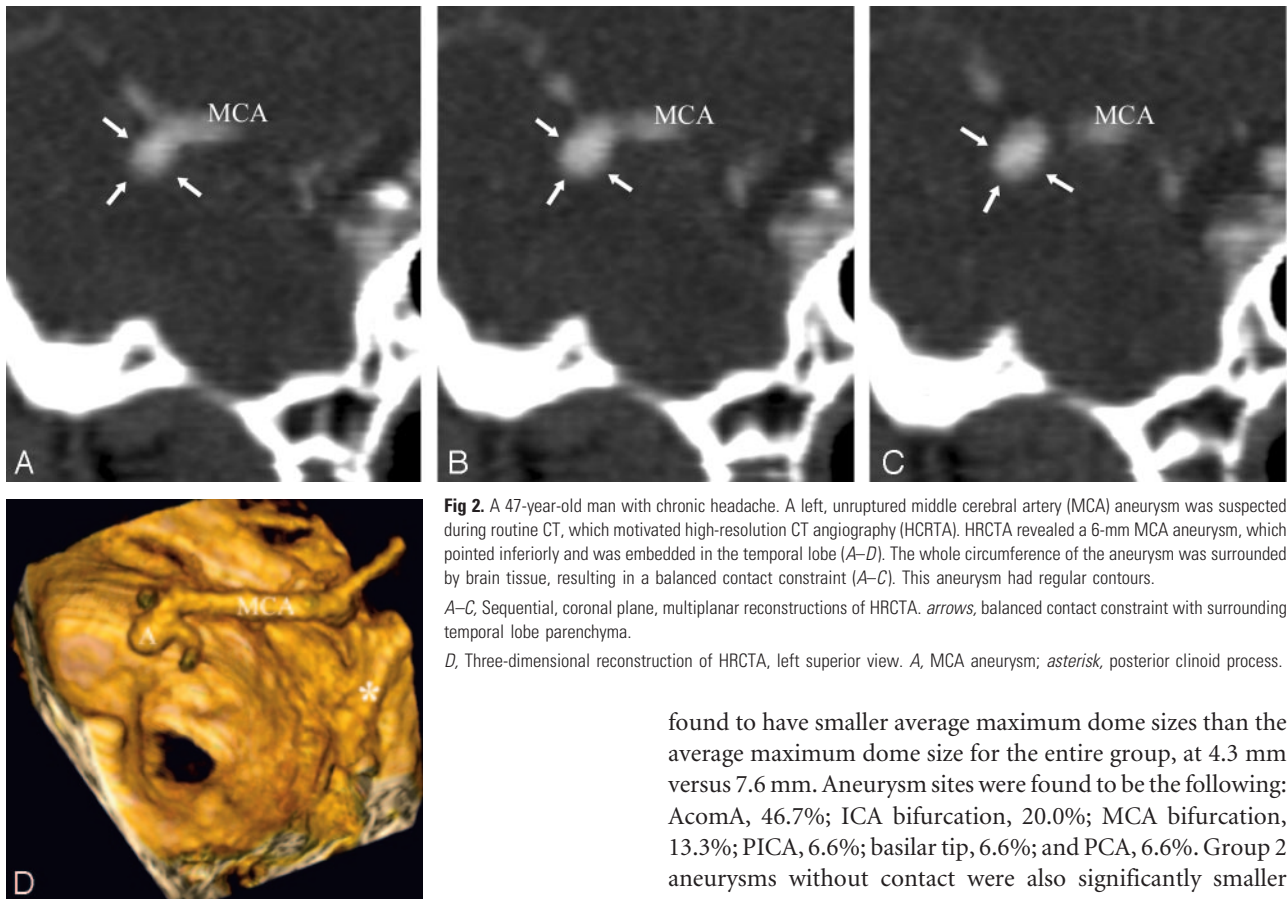 MCA
MCA
MCA
A
B
C
MCA
A
*
D
Fig 2. A 47-year-old man with chronic headache. A left, unruptured middle cerebral artery (MCA) aneurysm was suspected
during routine CT, which motivated high-resolution CT angiography (HCRTA). HRCTA revealed a 6-mm MCA aneurysm, which
pointed inferiorly and was embedded in the temporal lobe (A–D). The whole circumference of the aneurysm was surrounded
by brain tissue, resulting in a balanced contact constraint (A–C). This aneurysm had regular contours.
A–C, Sequential, coronal plane, multiplanar reconstructions of HRCTA. arrows, balanced contact constraint with surrounding
temporal lobe parenchyma.
D, Three-dimensional reconstruction of HRCTA, left superior view. A, MCA aneurysm; asterisk, posterior clinoid process.
found to have smaller average maximum dome sizes than the
average maximum dome size for the entire group, at 4.3 mm
versus 7.6 mm. Aneurysm sites were found to be the following:
AcomA, 46.7%; ICA bifurcation, 20.0%; MCA bifurcation,
13.3%; PICA, 6.6%; basilar tip, 6.6%; and PCA, 6.6%. Group 2
aneurysms without contact were also significantly smaller